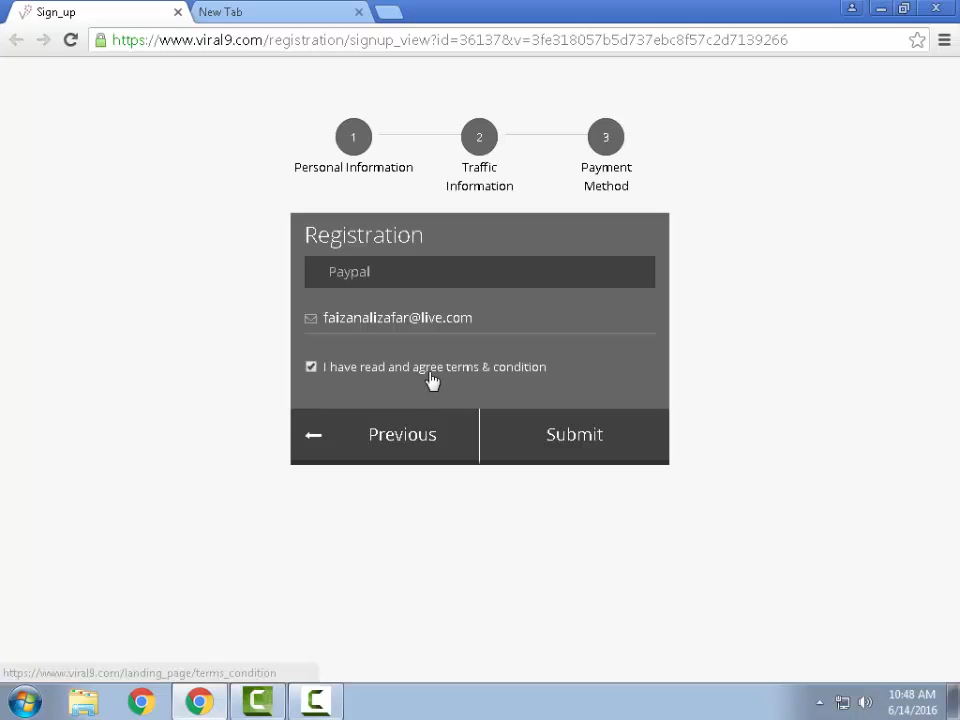 Sign_up
New Tab
https://www.viral9.com/registration/signup_view?id=36137&v=3fe318057b5d737ebc8f57c2d7139266
1
2
3
Personal Information
Traffic Information
Payment Method
Registration
Paypal
faizanalizafar@live.com
I have read and agree terms & condition
Previous
Submit
https://www.viral9.com/landing_page/terms_condition
10:48 AM
6/14/2016